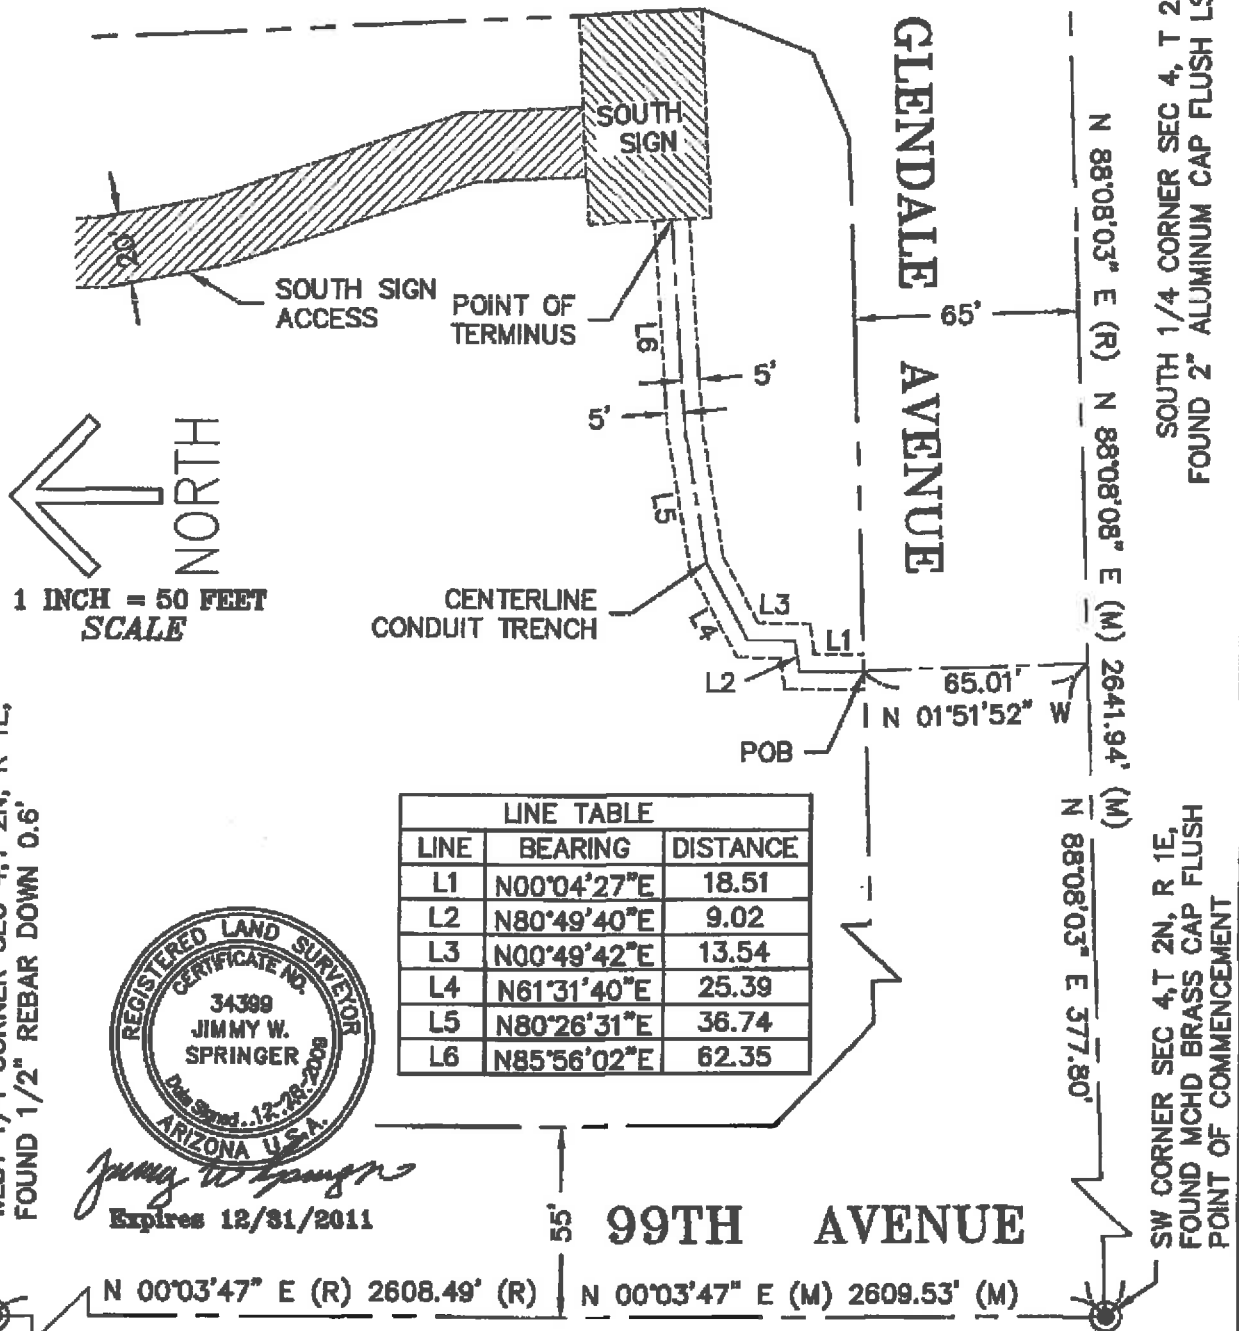 SOUTH
SIGN
GLENDALE AVENUE
N 88°08'03" E (R) N 88°08'08" E (M) 2641.94' (M)
SOUTH 1/4 CORNER SEC 4, T 2
FOUND 2" ALUMINUM CAP FLUSH
20'
SOUTH SIGN
ACCESS
POINT OF
TERMINUS
65'
L6
5'
5'
NORTH
1 INCH = 50 FEET
SCALE
L5
CENTERLINE
CONDUIT TRENCH
L4
L3
L1
L2
65.01'
N 01°51'52" W
POB
LINE TABLE
LINE BEARING DISTANCE
L1 N00°04'27"E 18.51
L2 N80°49'40"E 9.02
L3 N00°49'42"E 13.54
L4 N61°31'40"E 25.39
L5 N80°26'31"E 36.74
L6 N85°56'02"E 62.35
N 88°08'03" E 377.80'
SW CORNER SEC 4,T 2N, R 1E,
FOUND MCHD BRASS CAP FLUSH
POINT OF COMMENCEMENT
FOUND 1/2" REBAR DOWN 0.6'
REGISTERED LAND SURVEYOR
CERTIFICATE NO.
34399
JIMMY W.
SPRINGER
Date Signed..12-28-2009
ARIZONA U.S.A.
Expires 12/31/2011
55'
99TH AVENUE
N 00°03'47" E (R) 2608.49' (R) N 00°03'47" E (M) 2609.53' (M)